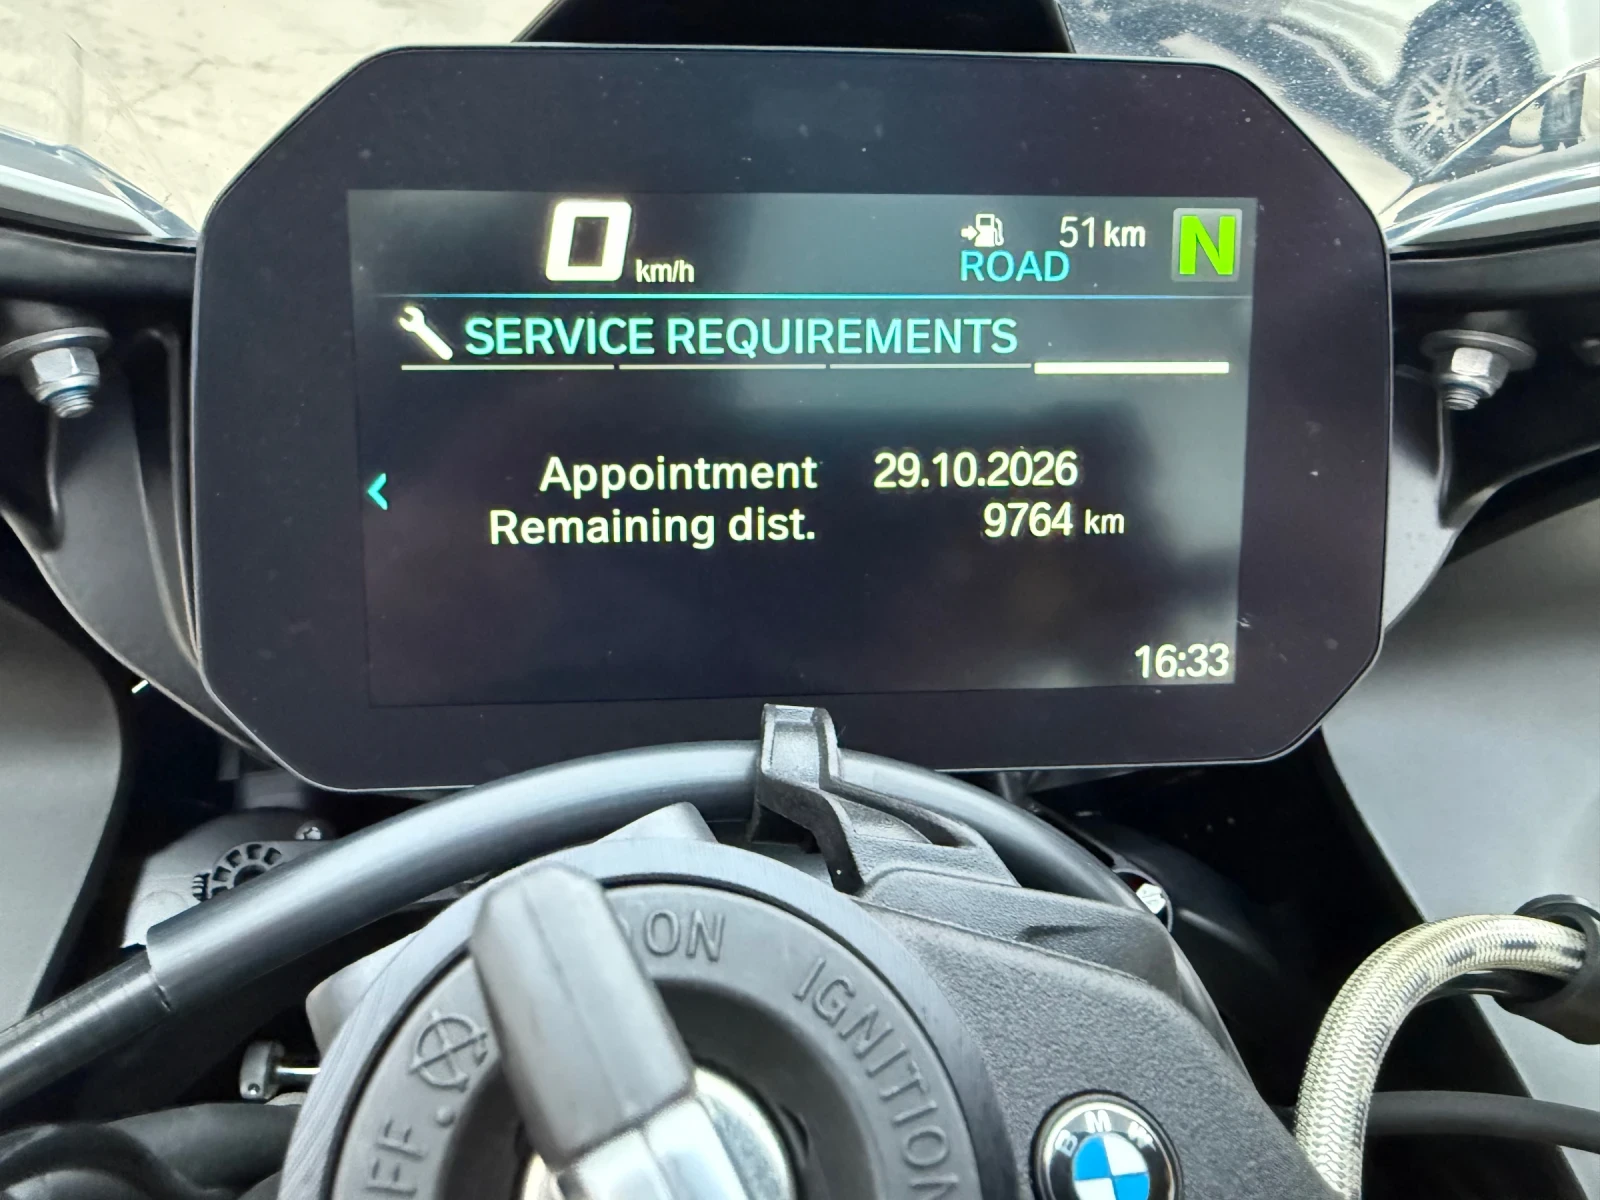 0 km/h
51 km
N
ROAD
SERVICE REQUIREMENTS
Appointment 29.10.2026
Remaining dist. 9764 km
16:33
ON
IGNITION
BMW